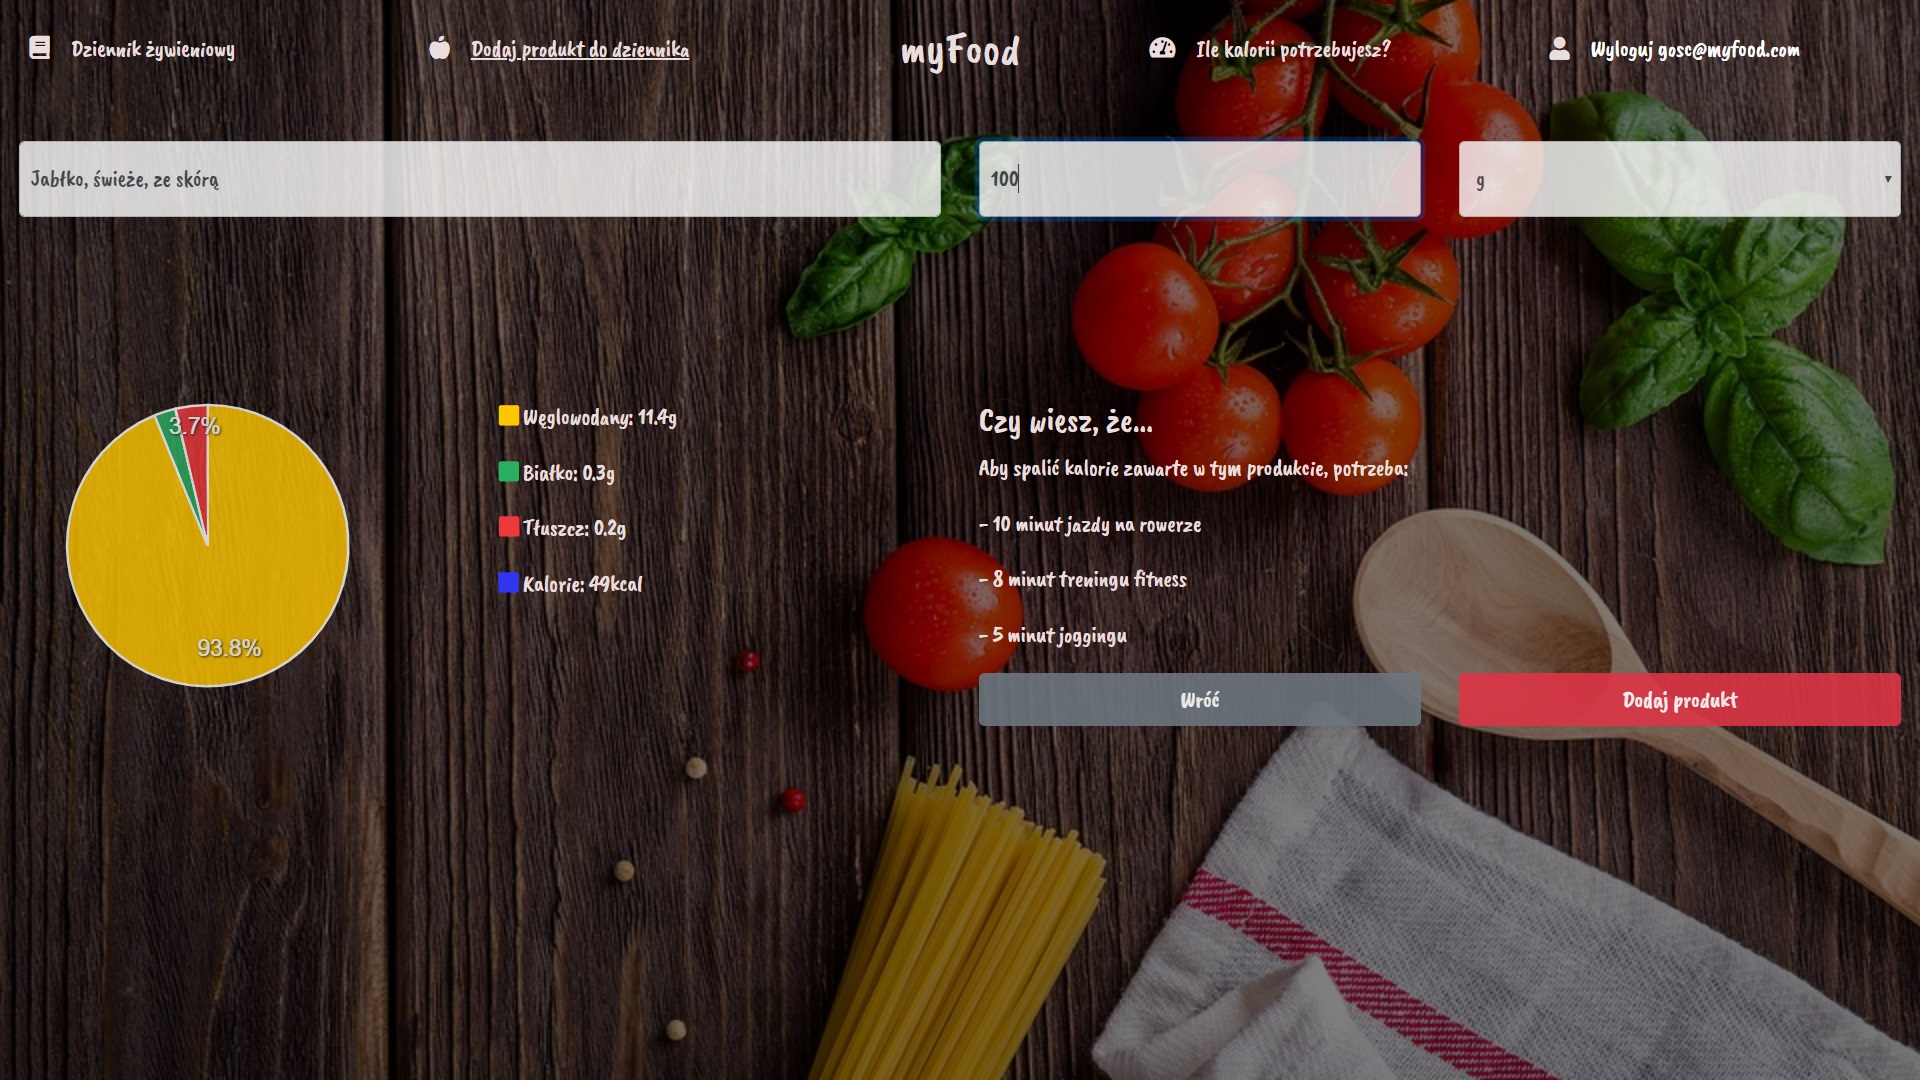 Dziennik żywieniowy
Dodaj produkt do dziennika
myFood
Ile kalorii potrzebujesz?
Wyloguj gosc@myfood.com
Jabłko, świeże, ze skórą
100
g
3.7%
93.8%
Węglowodany: 11.4g
Białko: 0.3g
Tłuszcz: 0.2g
Kalorie: 49kcal
Czy wiesz, że...
Aby spalić kalorie zawarte w tym produkcie, potrzeba:
- 10 minut jazdy na rowerze
- 8 minut treningu fitness
- 5 minut joggingu
Wróć
Dodaj produkt